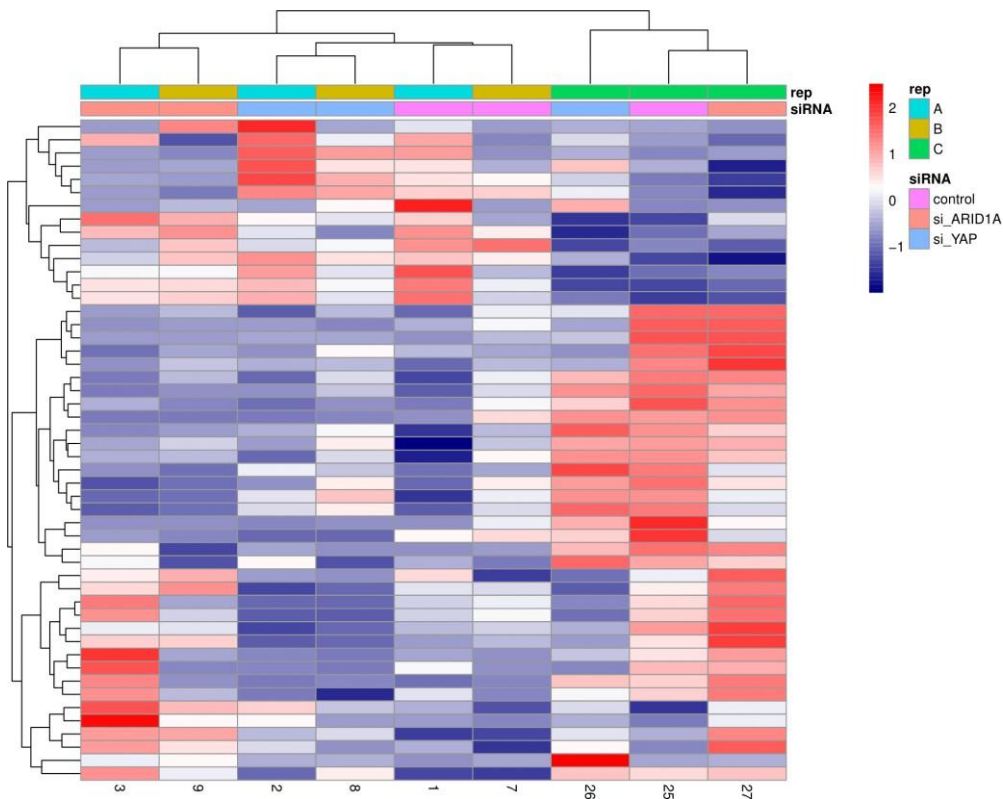 rep
siRNA
2
1
0
−1
rep
A
B
C
siRNA
control
si_ARID1A
si_YAP
3
9
2
8
1
7
26
25
27